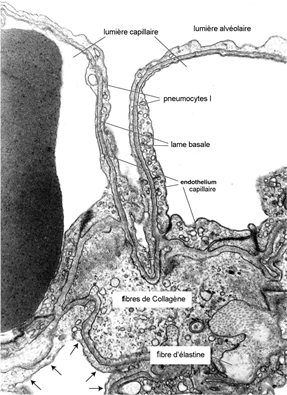 lumière alvéolaire
lumière capillaire
pneumocytes I
lame basale
endothelium
capillaire
fibres de Collagène
fibre d'élastine